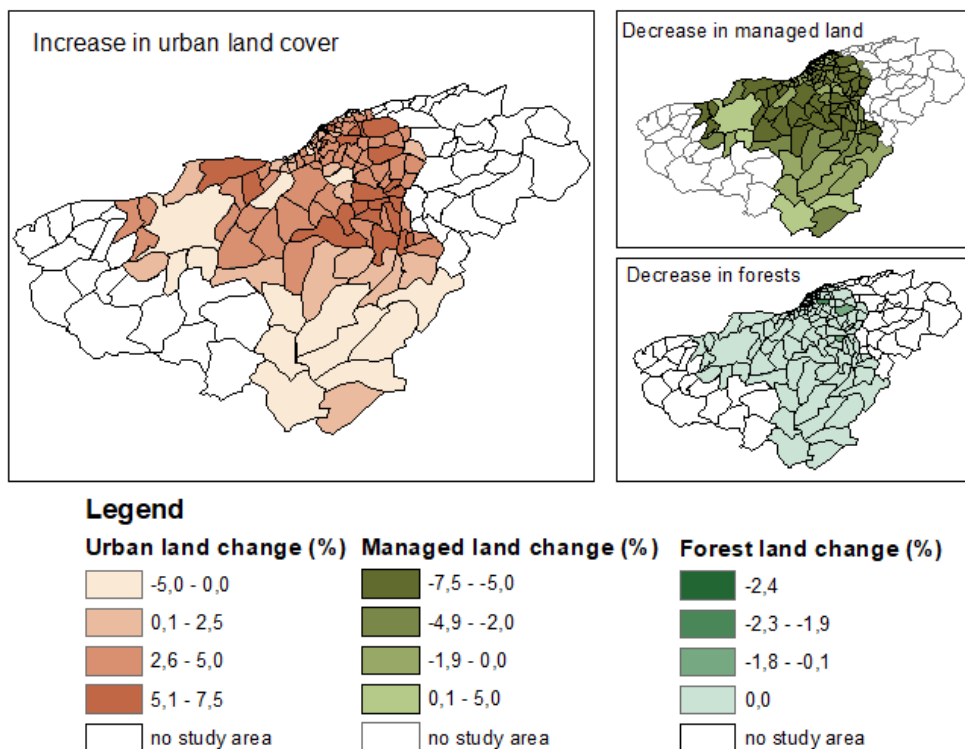 Increase in urban land cover
Decrease in managed land
Decrease in forests
Legend
Urban land change (%)
-5,0 - 0,0
0,1 - 2,5
2,6 - 5,0
5,1 - 7,5
no study area
Managed land change (%)
-7,5 - -5,0
-4,9 - -2,0
-1,9 - 0,0
0,1 - 5,0
no study area
Forest land change (%)
-2,4
-2,3 - -1,9
-1,8 - -0,1
0,0
no study area